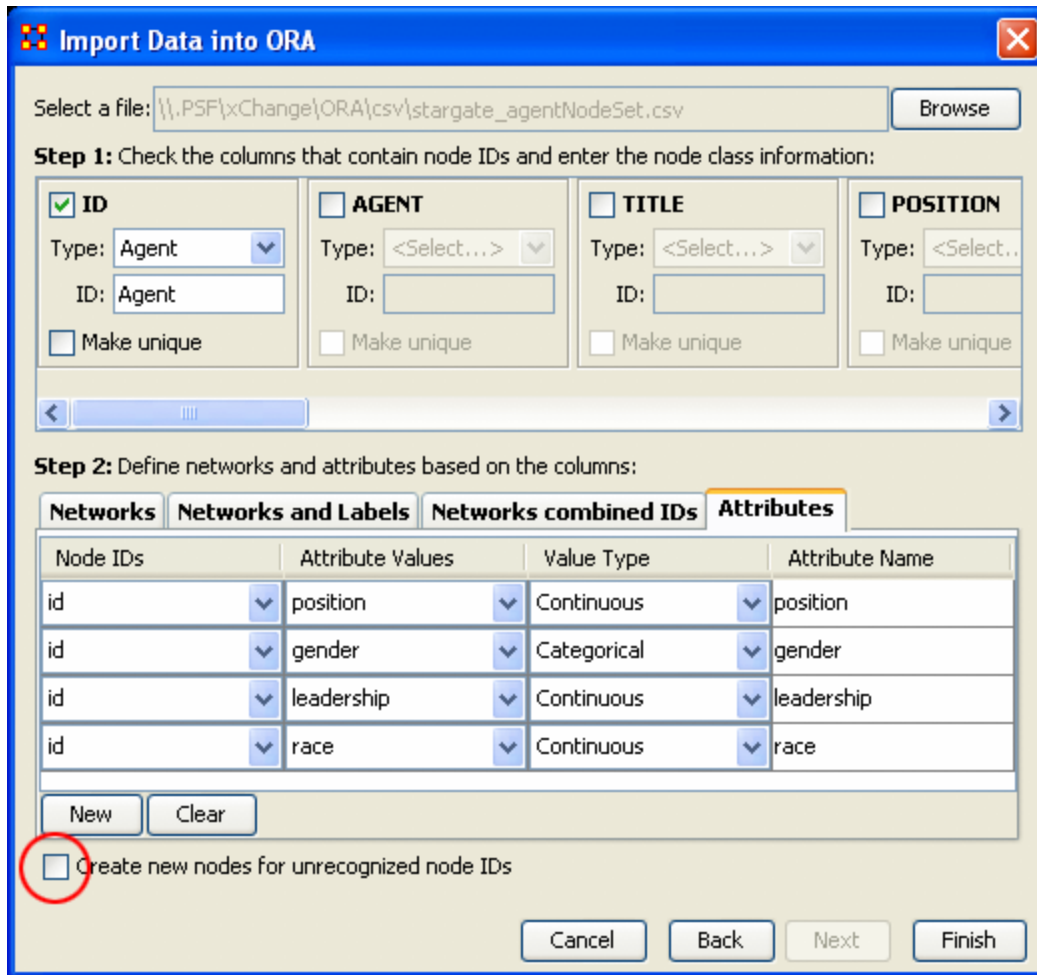 Import Data into ORA
Select a file: \\.PSF\xChange\ORA\csv\stargate_agentNodeSet.csv Browse
Step 1: Check the columns that contain node IDs and enter the node class information:
ID AGENT TITLE POSITION
Type: Agent Type: <Select...> Type: <Select...> Type: <Select..
ID: Agent ID: ID: ID:
Make unique Make unique Make unique Make unique
Step 2: Define networks and attributes based on the columns:
Networks Networks and Labels Networks combined IDs Attributes
Node IDs Attribute Values Value Type Attribute Name
id position Continuous position
id gender Categorical gender
id leadership Continuous leadership
id race Continuous race
New Clear
Create new nodes for unrecognized node IDs
Cancel Back Next Finish